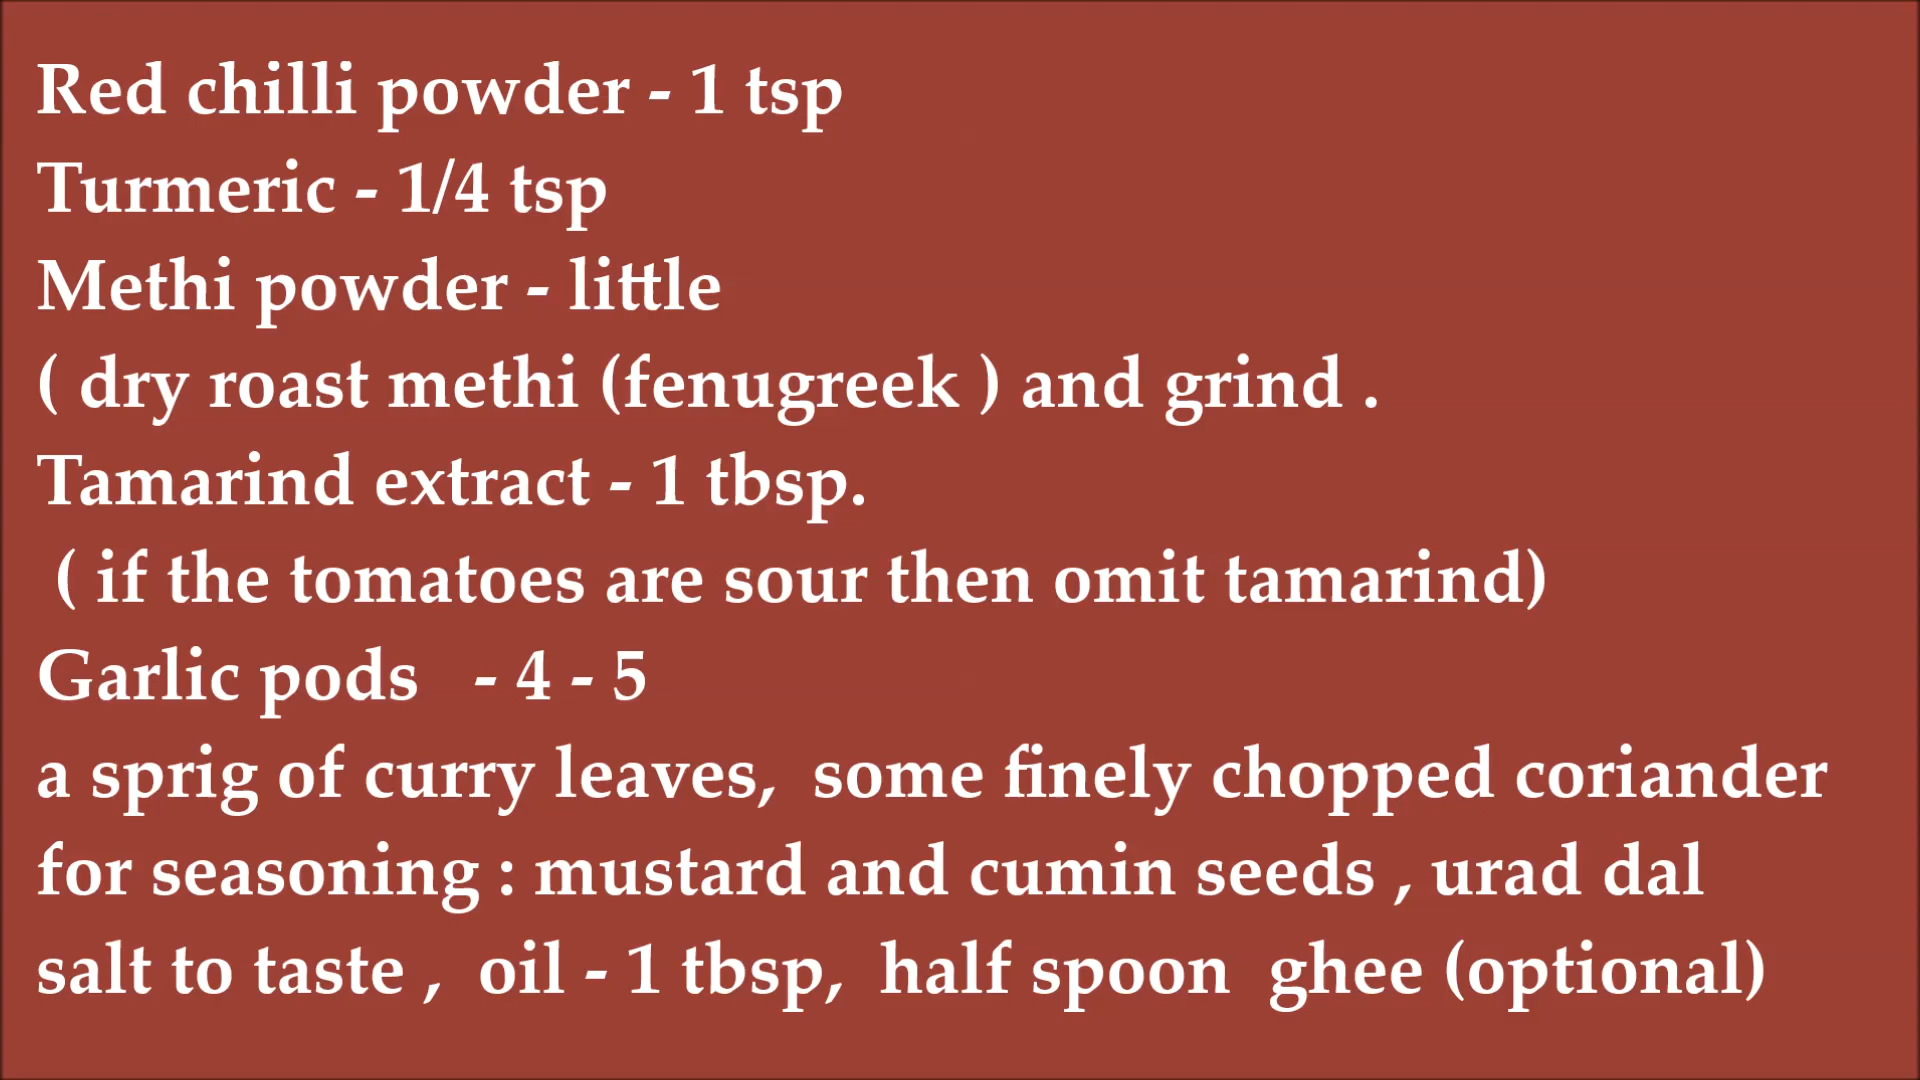 Red chilli powder - 1 tsp
Turmeric - 1/4 tsp
Methi powder - little
( dry roast methi (fenugreek ) and grind .
Tamarind extract - 1 tbsp.
( if the tomatoes are sour then omit tamarind)
Garlic pods - 4 - 5
a sprig of curry leaves, some finely chopped coriander
for seasoning : mustard and cumin seeds , urad dal
salt to taste , oil - 1 tbsp, half spoon ghee (optional)